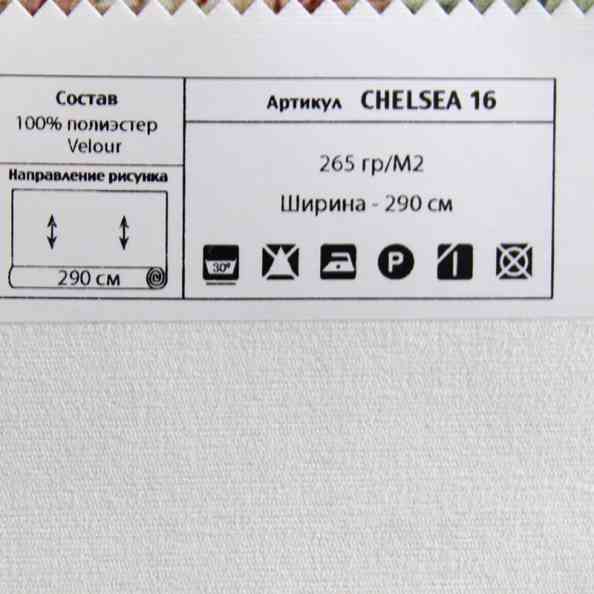 Состав
100% полиэстер
Velour
Направление рисунка
290 см
Артикул CHELSEA 16
265 гр/М2
Ширина - 290 см
30°
P